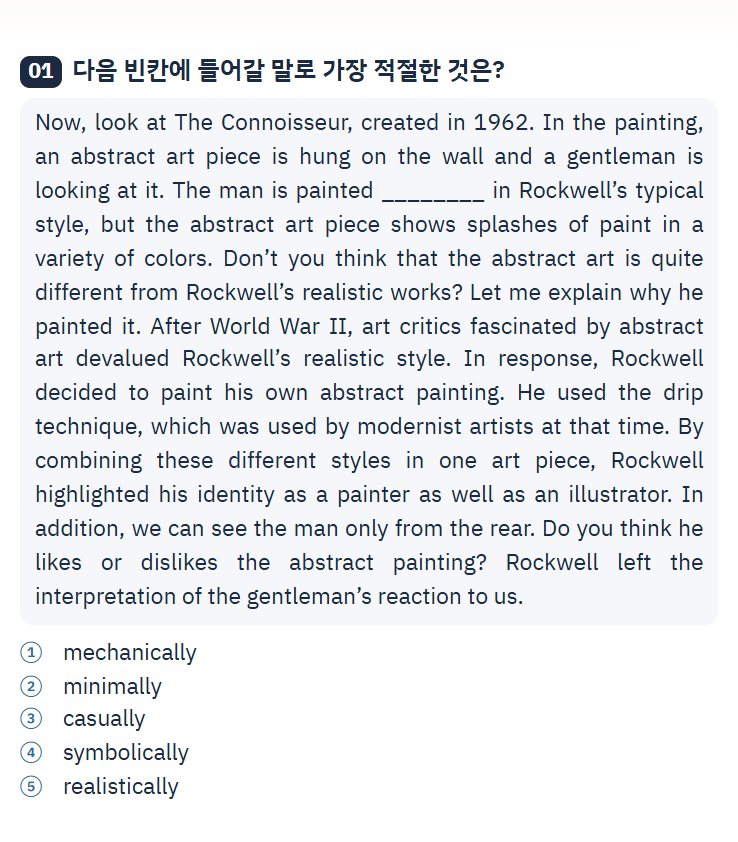 01 다음 빈칸에 들어갈 말로 가장 적절한 것은?
Now, look at The Connoisseur, created in 1962. In the painting,
an abstract art piece is hung on the wall and a gentleman is
looking at it. The man is painted ________ in Rockwell's typical
style, but the abstract art piece shows splashes of paint in a
variety of colors. Don't you think that the abstract art is quite
different from Rockwell's realistic works? Let me explain why he
painted it. After World War II, art critics fascinated by abstract
art devalued Rockwell's realistic style. In response, Rockwell
decided to paint his own abstract painting. He used the drip
technique, which was used by modernist artists at that time. By
combining these different styles in one art piece, Rockwell
highlighted his identity as a painter as well as an illustrator. In
addition, we can see the man only from the rear. Do you think he
likes or dislikes the abstract painting? Rockwell left the
interpretation of the gentleman's reaction to us.
① mechanically
② minimally
③ casually
④ symbolically
⑤ realistically